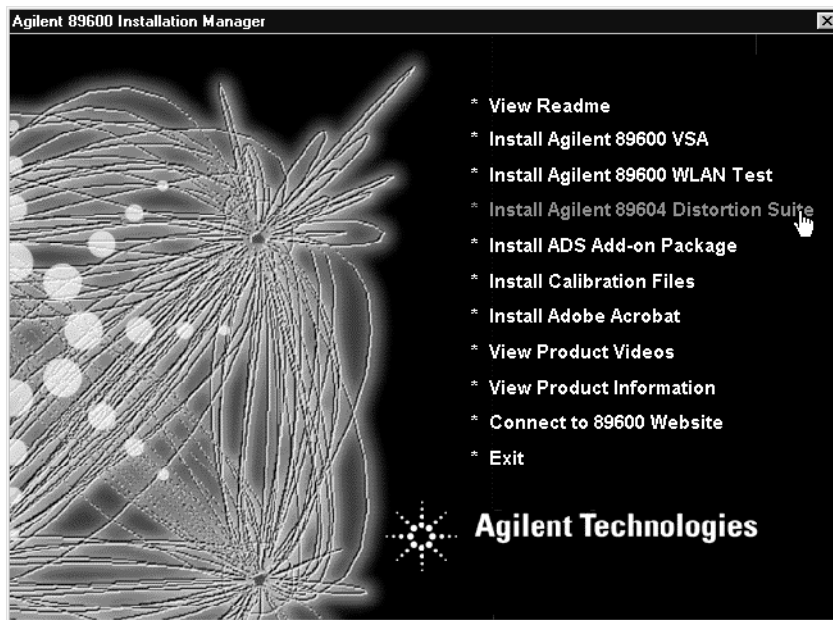 Agilent 89600 Installation Manager
* View Readme
* Install Agilent 89600 VSA
* Install Agilent 89600 WLAN Test
* Install Agilent 89604 Distortion Suite
* Install ADS Add-on Package
* Install Calibration Files
* Install Adobe Acrobat
* View Product Videos
* View Product Information
* Connect to 89600 Website
* Exit
Agilent Technologies